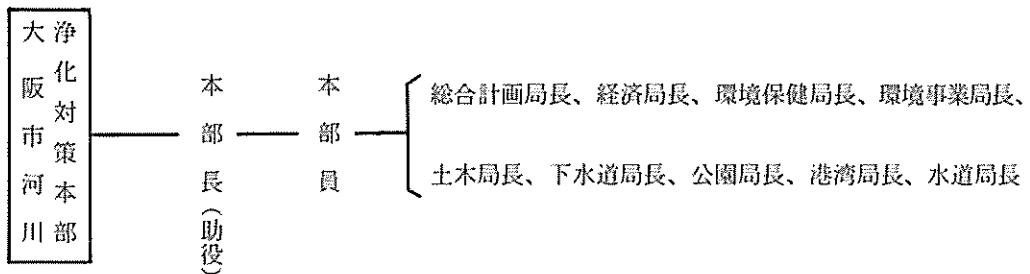 大阪市河川
浄化対策本部
本部長(助役)
本部員
総合計画局長、経済局長、環境保健局長、環境事業局長、
土木局長、下水道局長、公園局長、港湾局長、水道局長